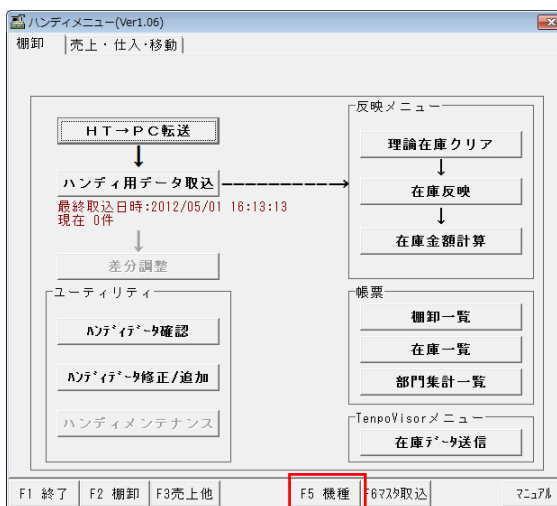 ハンディメニュー(Ver1.06)
棚卸 売上・仕入・移動
HT→PC転送
ハンディ用データ取込
最終取込日時:2012/05/01 16:13:13
現在 0件
差分調整
ユーティリティ
ﾊﾝﾃﾞｨﾃﾞｰﾀ確認
ﾊﾝﾃﾞｨﾃﾞｰﾀ修正/追加
ハンディメンテナンス
反映メニュー
理論在庫クリア
在庫反映
在庫金額計算
帳票
棚卸一覧
在庫一覧
部門集計一覧
TenpoVisorメニュー
在庫ﾃﾞｰﾀ送信
F1 終了 F2 棚卸 F3売上他 F5 機種 F6ﾏｽﾀ取込 ﾏﾆｭｱﾙ